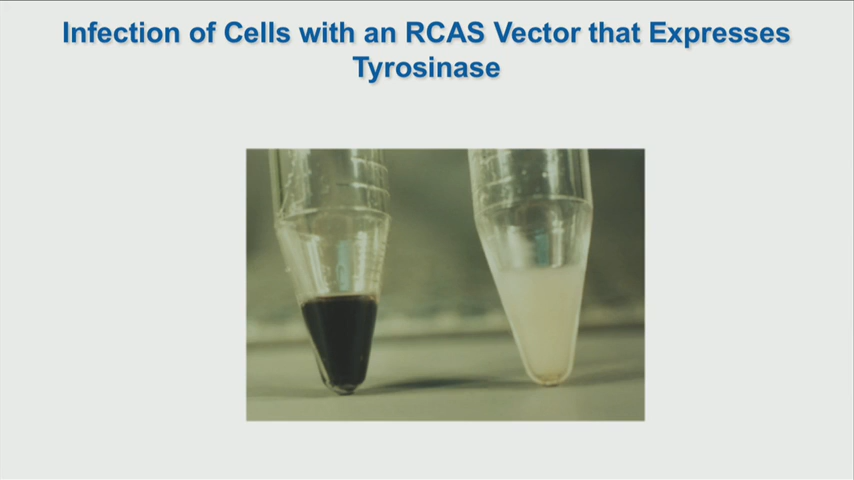 Infection of Cells with an RCAS Vector that Expresses
Tyrosinase